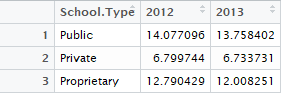 School.Type 2012 2013
1 Public 14.077096 13.758402
2 Private 6.799744 6.733731
3 Proprietary 12.790429 12.008251